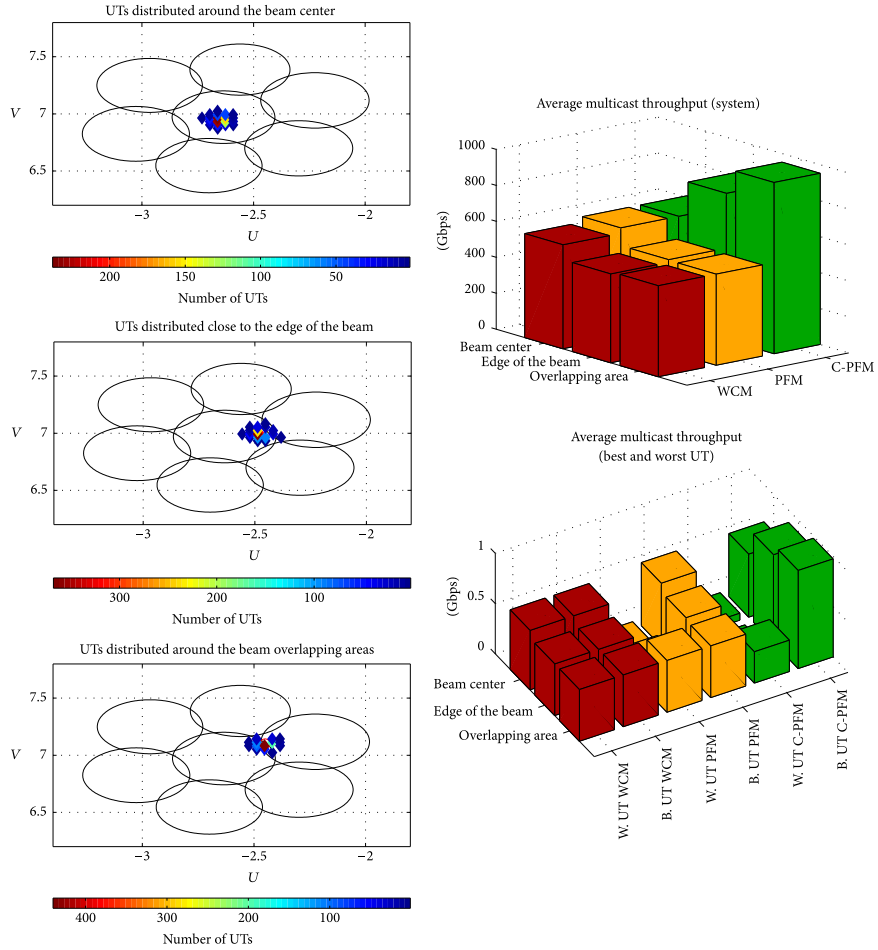 UTs distributed around the beam center
7.5
V
7
6.5
−3
−2.5
−2
U
200
150
100
50
Number of UTs
UTs distributed close to the edge of the beam
7.5
V
7
6.5
−3
−2.5
−2
U
300
200
100
Number of UTs
UTs distributed around the beam overlapping areas
7.5
V
7
6.5
−3
−2.5
−2
U
400
300
200
100
Number of UTs
Average multicast throughput (system)
1000
800
600
400
200
0
(Gbps)
Beam center
Edge of the beam
Overlapping area
WCM
PFM
C-PFM
Average multicast throughput
(best and worst UT)
1
0.5
0
(Gbps)
Beam center
Edge of the beam
Overlapping area
W. UT WCM
B. UT WCM
W. UT PFM
B. UT PFM
W. UT C-PFM
B. UT C-PFM